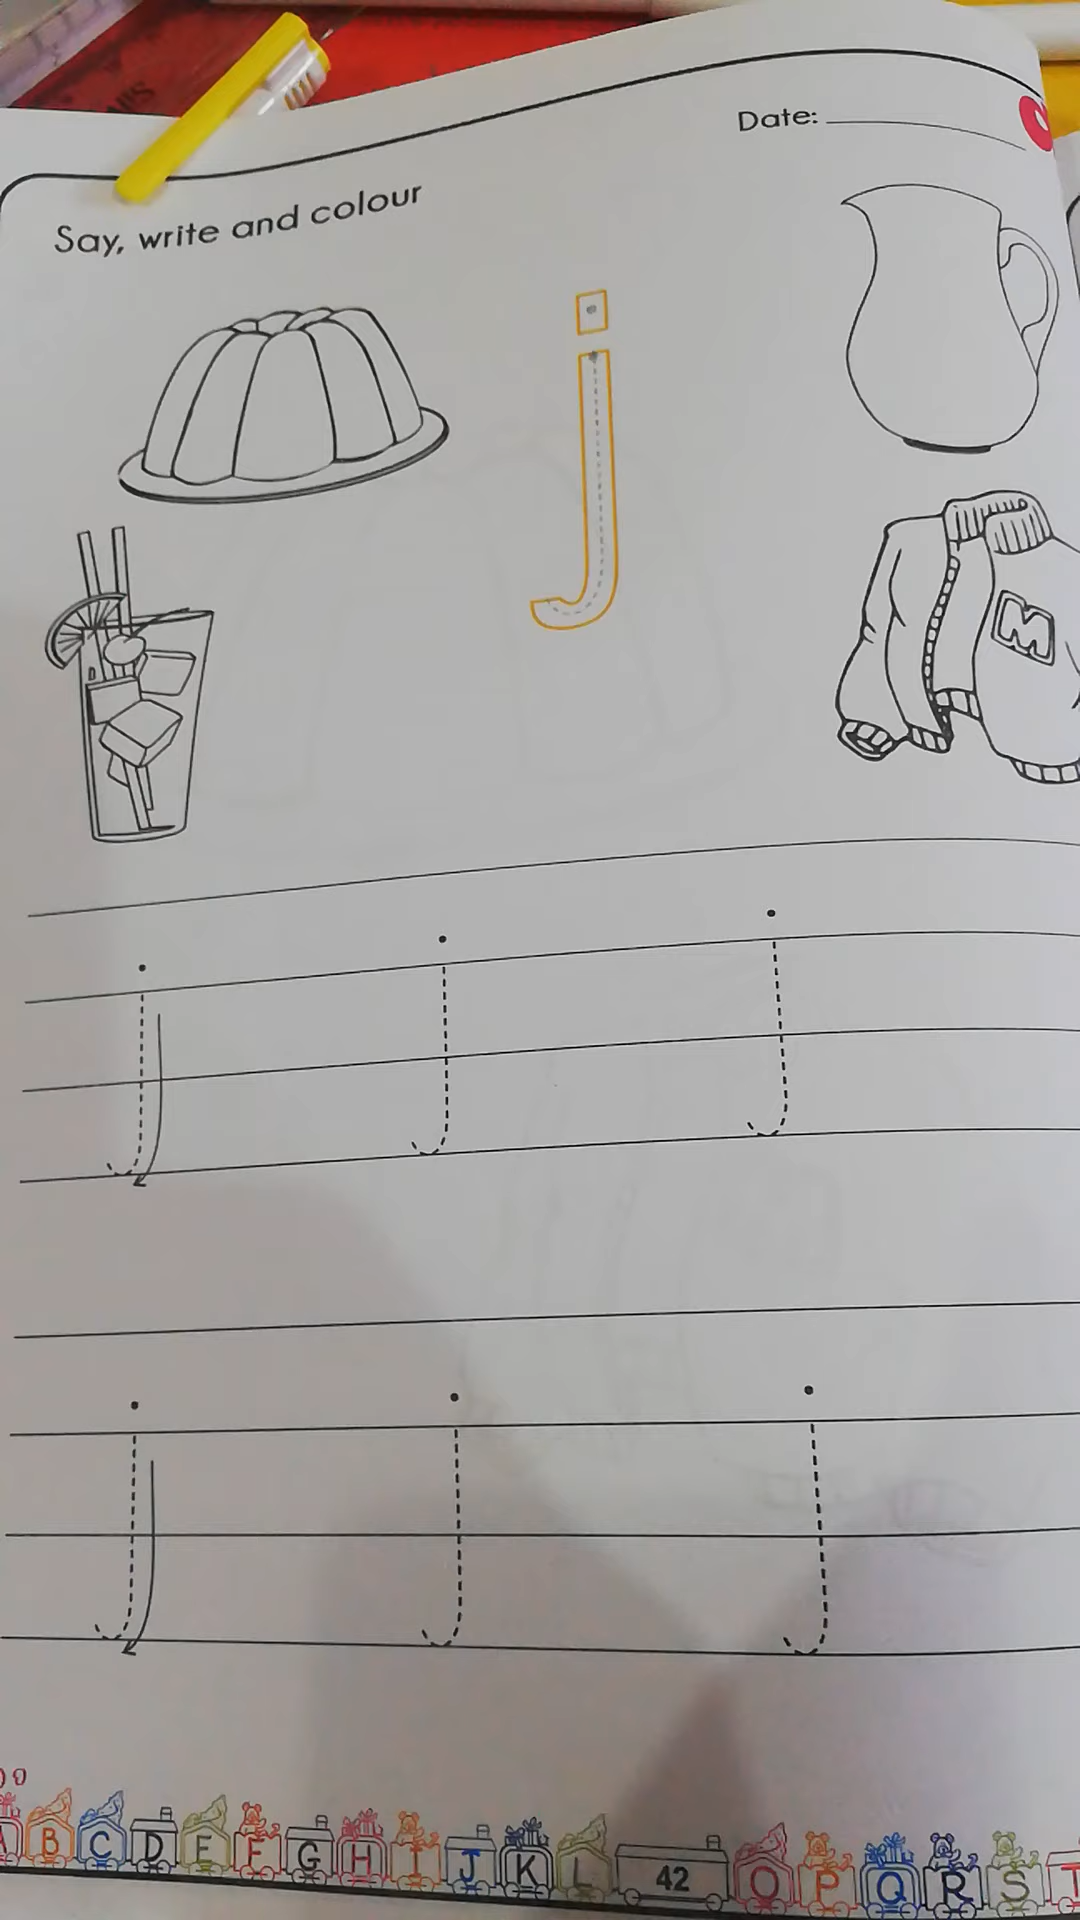 Date:
Say, write and colour
j
M
j j j
j j j
A B C D E F G H I J K L 42 O P Q R S T